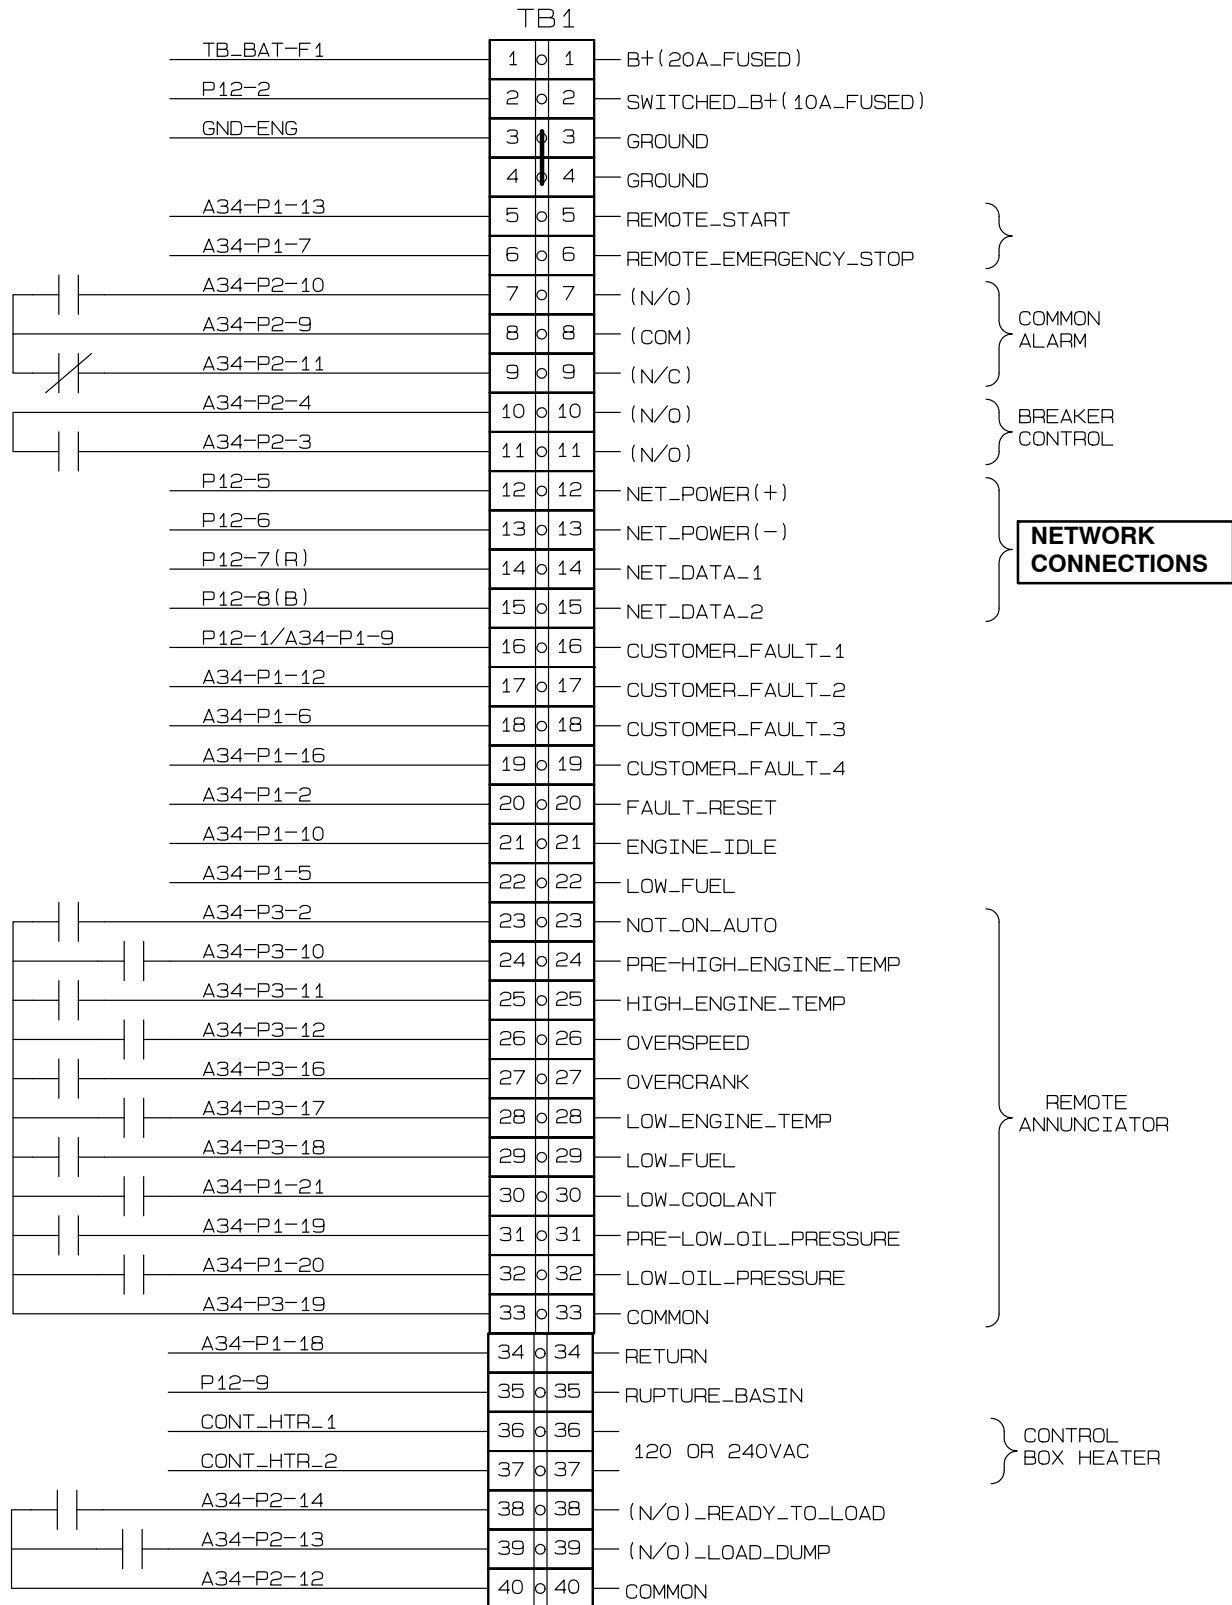 TB1
TB_BAT-F1 1 1 B+(20A_FUSED)
P12-2 2 2 SWITCHED_B+(10A_FUSED)
GND-ENG 3 3 GROUND
4 4 GROUND
A34-P1-13 5 5 REMOTE_START
A34-P1-7 6 6 REMOTE_EMERGENCY_STOP
A34-P2-10 7 7 (N/O)
A34-P2-9 8 8 (COM)
COMMON
ALARM
A34-P2-11 9 9 (N/C)
A34-P2-4 10 10 (N/O)
BREAKER
CONTROL
A34-P2-3 11 11 (N/O)
P12-5 12 12 NET_POWER(+)
P12-6 13 13 NET_POWER(-)
NETWORK
CONNECTIONS
P12-7(R) 14 14 NET_DATA_1
P12-8(B) 15 15 NET_DATA_2
P12-1/A34-P1-9 16 16 CUSTOMER_FAULT_1
A34-P1-12 17 17 CUSTOMER_FAULT_2
A34-P1-6 18 18 CUSTOMER_FAULT_3
A34-P1-16 19 19 CUSTOMER_FAULT_4
A34-P1-2 20 20 FAULT_RESET
A34-P1-10 21 21 ENGINE_IDLE
A34-P1-5 22 22 LOW_FUEL
A34-P3-2 23 23 NOT_ON_AUTO
A34-P3-10 24 24 PRE-HIGH_ENGINE_TEMP
A34-P3-11 25 25 HIGH_ENGINE_TEMP
A34-P3-12 26 26 OVERSPEED
A34-P3-16 27 27 OVERCRANK
A34-P3-17 28 28 LOW_ENGINE_TEMP
REMOTE
ANNUNCIATOR
A34-P3-18 29 29 LOW_FUEL
A34-P1-21 30 30 LOW_COOLANT
A34-P1-19 31 31 PRE-LOW_OIL_PRESSURE
A34-P1-20 32 32 LOW_OIL_PRESSURE
A34-P3-19 33 33 COMMON
A34-P1-18 34 34 RETURN
P12-9 35 35 RUPTURE_BASIN
CONT_HTR_1 36 36
120 OR 240VAC
CONTROL
BOX HEATER
CONT_HTR_2 37 37
A34-P2-14 38 38 (N/O)_READY_TO_LOAD
A34-P2-13 39 39 (N/O)_LOAD_DUMP
A34-P2-12 40 40 COMMON